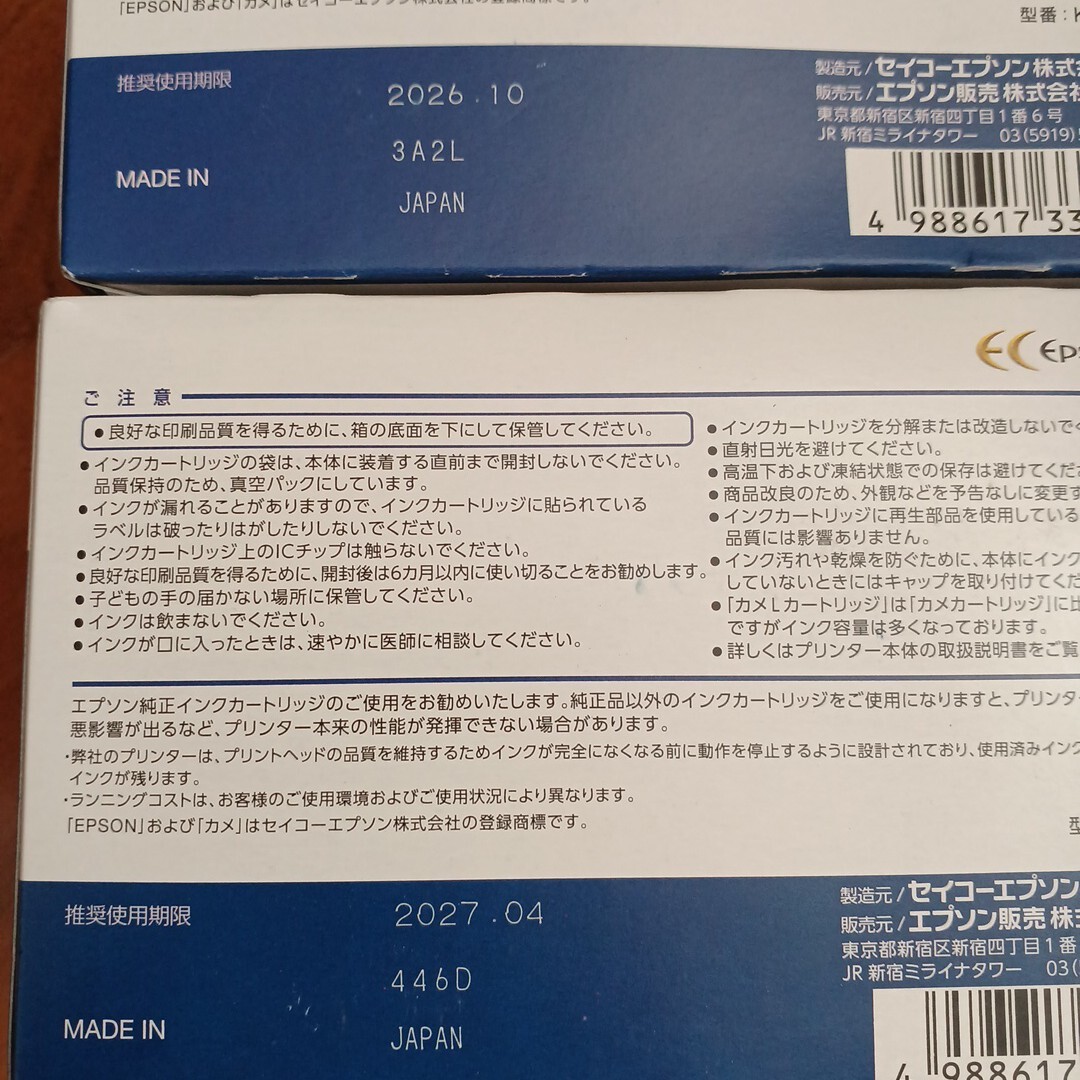 「EPSON」および「カメ」はセイコーエプソン株式会社の登録商標です。
型番：K
推奨使用期限
2026.10
3A2L
MADE IN
JAPAN
製造元/セイコーエプソン株式会
販売元/エプソン販売 株式会社
東京都新宿区新宿四丁目1番6号
JR 新宿ミライナタワー 03(5919)
4 988617 33
EPS
ご 注 意
●良好な印刷品質を得るために、箱の底面を下にして保管してください。
●インクカートリッジの袋は、本体に装着する直前まで開封しないでください。
品質保持のため、真空パックにしています。
●インクが漏れることがありますので、インクカートリッジに貼られている
ラベルは破ったりはがしたりしないでください。
●インクカートリッジ上のICチップは触らないでください。
●良好な印刷品質を得るために、開封後は6カ月以内に使い切ることをお勧めします。
●子どもの手の届かない場所に保管してください。
●インクは飲まないでください。
●インクが口に入ったときは、速やかに医師に相談してください。
●インクカートリッジを分解または改造しないで
●直射日光を避けてください。
●高温下および凍結状態での保存は避けてくだ
●商品改良のため、外観などを予告なしに変更す
●インクカートリッジに再生部品を使用している
品質には影響ありません。
●インク汚れや乾燥を防ぐために、本体にインク
していないときにはキャップを取り付けてくだ
●「カメLカートリッジ」は「カメカートリッジ」に比
ですがインク容量は多くなっております。
●詳しくはプリンター本体の取扱説明書をご覧
エプソン純正インクカートリッジのご使用をお勧めいたします。純正品以外のインクカートリッジをご使用になりますと、プリンタ
悪影響が出るなど、プリンター本来の性能が発揮できない場合があります。
・弊社のプリンターは、プリントヘッドの品質を維持するためインクが完全になくなる前に動作を停止するように設計されており、使用済みインク
インクが残ります。
・ランニングコストは、お客様のご使用環境およびご使用状況により異なります。
「EPSON」および「カメ」はセイコーエプソン株式会社の登録商標です。
型
推奨使用期限
2027.04
446D
MADE IN
JAPAN
製造元/セイコーエプソン
販売元/エプソン販売 株
東京都新宿区新宿四丁目1番
JR 新宿ミライナタワー 03(
4 988617